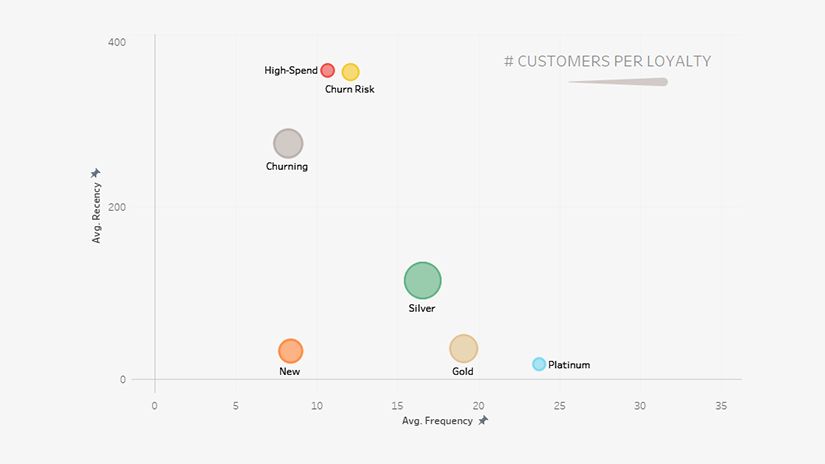 # CUSTOMERS PER LOYALTY
400
200
0
Avg. Recency
High-Spend
Churn Risk
Churning
Silver
New
Gold
Platinum
0 5 10 15 20 25 30 35
Avg. Frequency